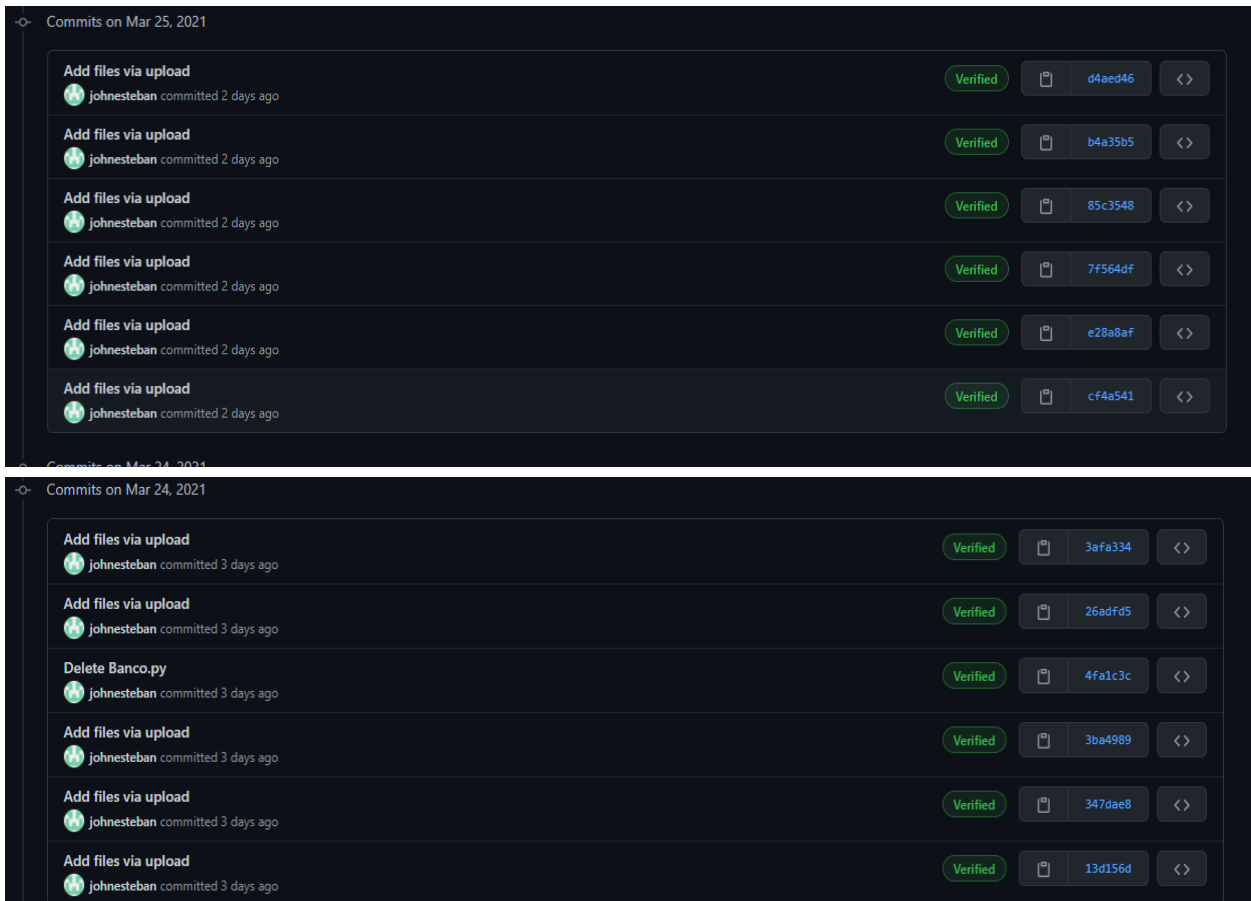 Commits on Mar 25, 2021
Add files via upload
johnesteban committed 2 days ago
Verified
d4aed46
Add files via upload
johnesteban committed 2 days ago
Verified
b4a35b5
Add files via upload
johnesteban committed 2 days ago
Verified
85c3548
Add files via upload
johnesteban committed 2 days ago
Verified
7f564df
Add files via upload
johnesteban committed 2 days ago
Verified
e28a8af
Add files via upload
johnesteban committed 2 days ago
Verified
cf4a541
Commits on Mar 24, 2021
Commits on Mar 24, 2021
Add files via upload
johnesteban committed 3 days ago
Verified
3afa334
Add files via upload
johnesteban committed 3 days ago
Verified
26adfd5
Delete Banco.py
johnesteban committed 3 days ago
Verified
4fa1c3c
Add files via upload
johnesteban committed 3 days ago
Verified
3ba4989
Add files via upload
johnesteban committed 3 days ago
Verified
347dae8
Add files via upload
johnesteban committed 3 days ago
Verified
13d156d